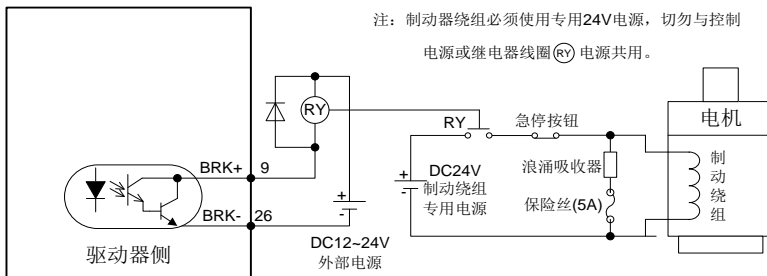 注：制动器绕组必须使用专用24V电源，切勿与控制
电源或继电器线圈RY电源共用。
RY
RY
急停按钮
电机
BRK+
9
DC24V
制动绕组
专用电源
浪涌吸收器
保险丝(5A)
制动绕组
+
-
+
-
BRK-
26
驱动器侧
DC12~24V
外部电源